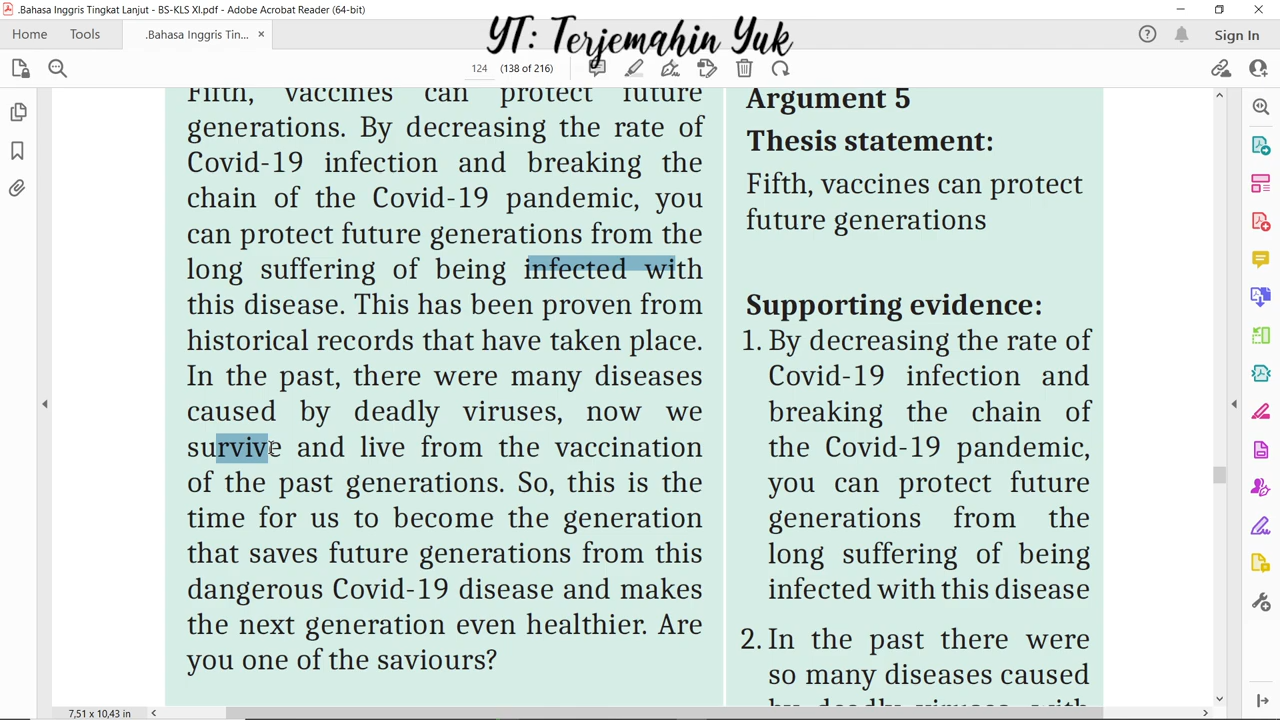 .Bahasa Inggris Tingkat Lanjut - BS-KLS XI.pdf - Adobe Acrobat Reader (64-bit)
YT: Terjemahin Yuk
Home Tools .Bahasa Inggris Tin... × Sign In
124 (138 of 216)
Fifth, vaccines can protect future
generations. By decreasing the rate of
Covid-19 infection and breaking the
chain of the Covid-19 pandemic, you
can protect future generations from the
long suffering of being infected with
this disease. This has been proven from
historical records that have taken place.
In the past, there were many diseases
caused by deadly viruses, now we
survive and live from the vaccination
of the past generations. So, this is the
time for us to become the generation
that saves future generations from this
dangerous Covid-19 disease and makes
the next generation even healthier. Are
you one of the saviours?
Argument 5
Thesis statement:
Fifth, vaccines can protect
future generations
Supporting evidence:
1. By decreasing the rate of
Covid-19 infection and
breaking the chain of
the Covid-19 pandemic,
you can protect future
generations from the
long suffering of being
infected with this disease
2. In the past there were
so many diseases caused
by deadly viruses, with
7,51 x 10,43 in